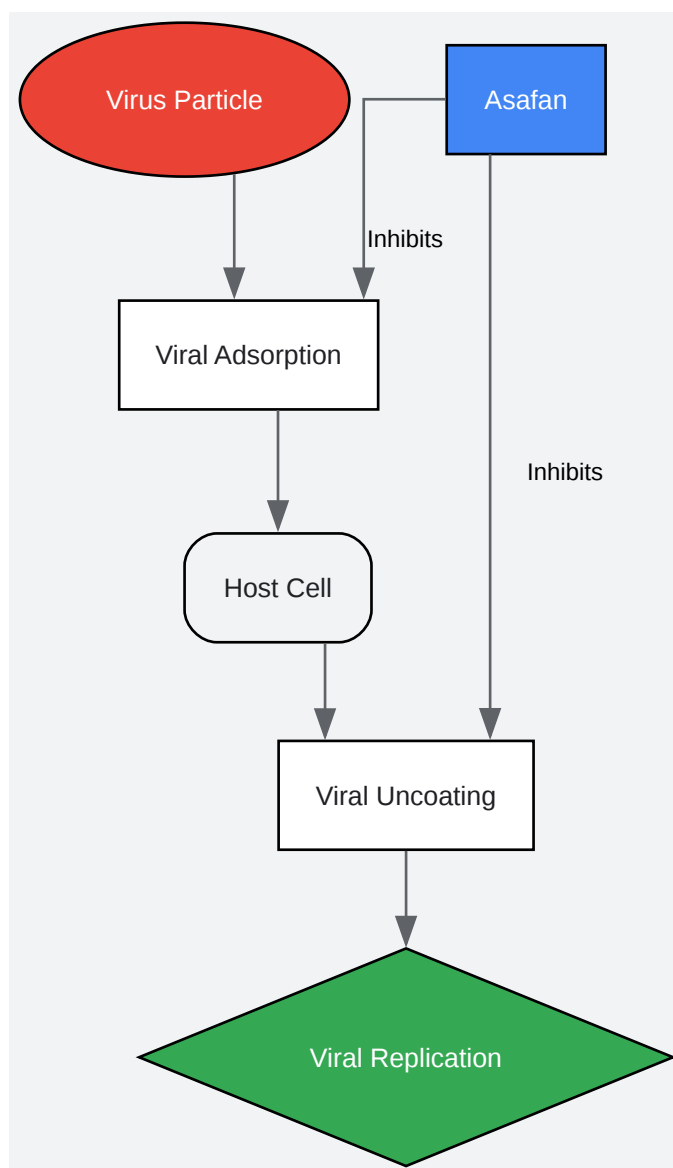 Virus Particle
Asafan
Inhibits
Viral Adsorption
Inhibits
Host Cell
Viral Uncoating
Viral Replication